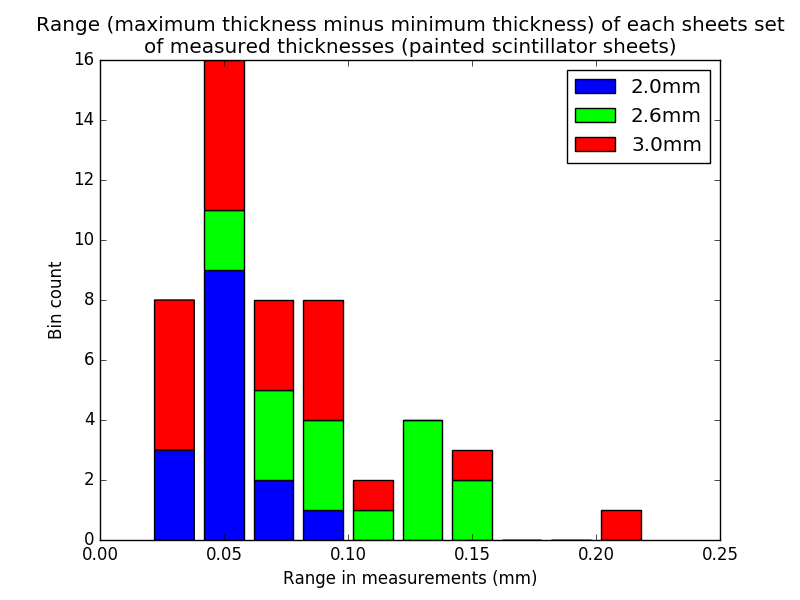 Range (maximum thickness minus minimum thickness) of each sheets set
of measured thicknesses (painted scintillator sheets)
16
14
12
10
8
6
4
2
0
Bin count
2.0mm
2.6mm
3.0mm
0.00 0.05 0.10 0.15 0.20 0.25
Range in measurements (mm)